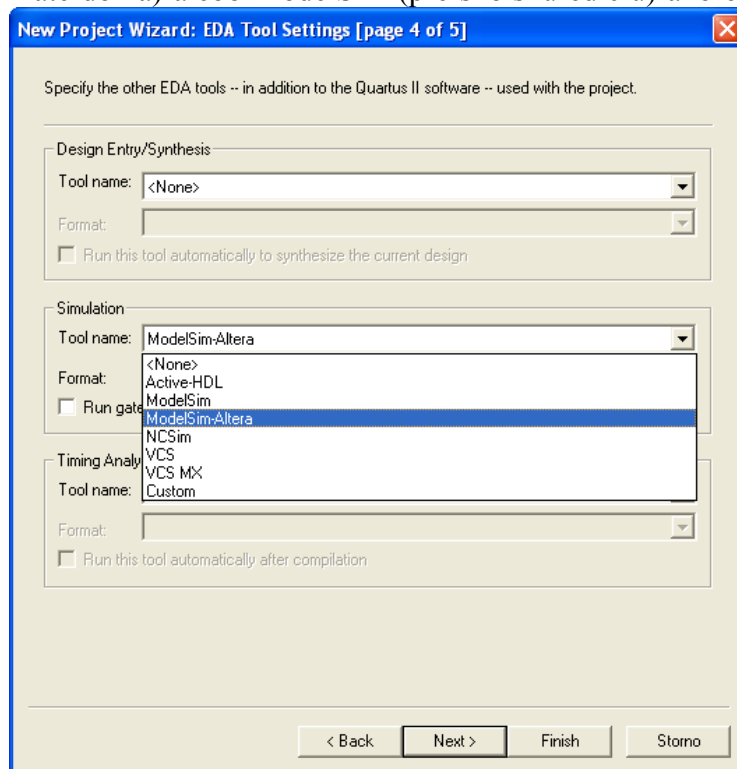 New Project Wizard: EDA Tool Settings [page 4 of 5]
Specify the other EDA tools -- in addition to the Quartus II software -- used with the project.
Design Entry/Synthesis
Tool name: <None>
Format:
Run this tool automatically to synthesize the current design
Simulation
Tool name: ModelSim-Altera
<None>
Format:
Active-HDL
ModelSim
Run gate
ModelSim-Altera
NCSim
VCS
Timing Analy
VCS MX
Tool name: Custom
Format:
Run this tool automatically after compilation
< Back Next > Finish Storno